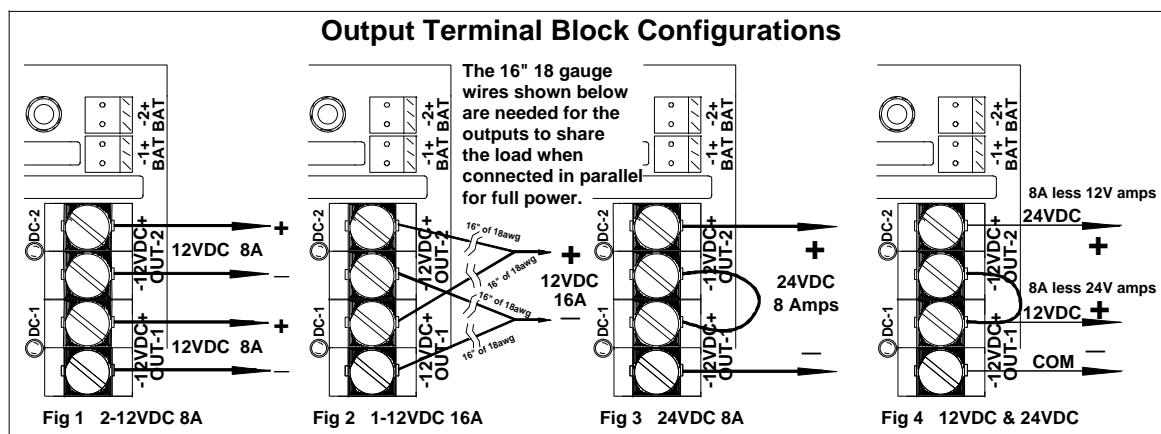 Output Terminal Block Configurations
The 16" 18 gauge
wires shown below
are needed for the
outputs to share
the load when
connected in parallel
for full power.
-2+
BAT
-1+
BAT
DC-2
-12VDC+
OUT-2
DC-1
-12VDC+
OUT-1
+
12VDC 8A
–
+
12VDC 8A
–
Fig 1 2-12VDC 8A
-2+
BAT
-1+
BAT
DC-2
-12VDC+
OUT-2
DC-1
-12VDC+
OUT-1
16" of 18awg
16" of 18awg
16" of 18awg
16" of 18awg
+
12VDC
16A
–
Fig 2 1-12VDC 16A
-2+
BAT
-1+
BAT
DC-2
-12VDC+
OUT-2
DC-1
-12VDC+
OUT-1
+
24VDC
8 Amps
–
Fig 3 24VDC 8A
-2+
BAT
-1+
BAT
DC-2
-12VDC+
OUT-2
DC-1
-12VDC+
OUT-1
8A less 12V amps
24VDC
+
8A less 24V amps
12VDC +
–
COM
Fig 4 12VDC & 24VDC